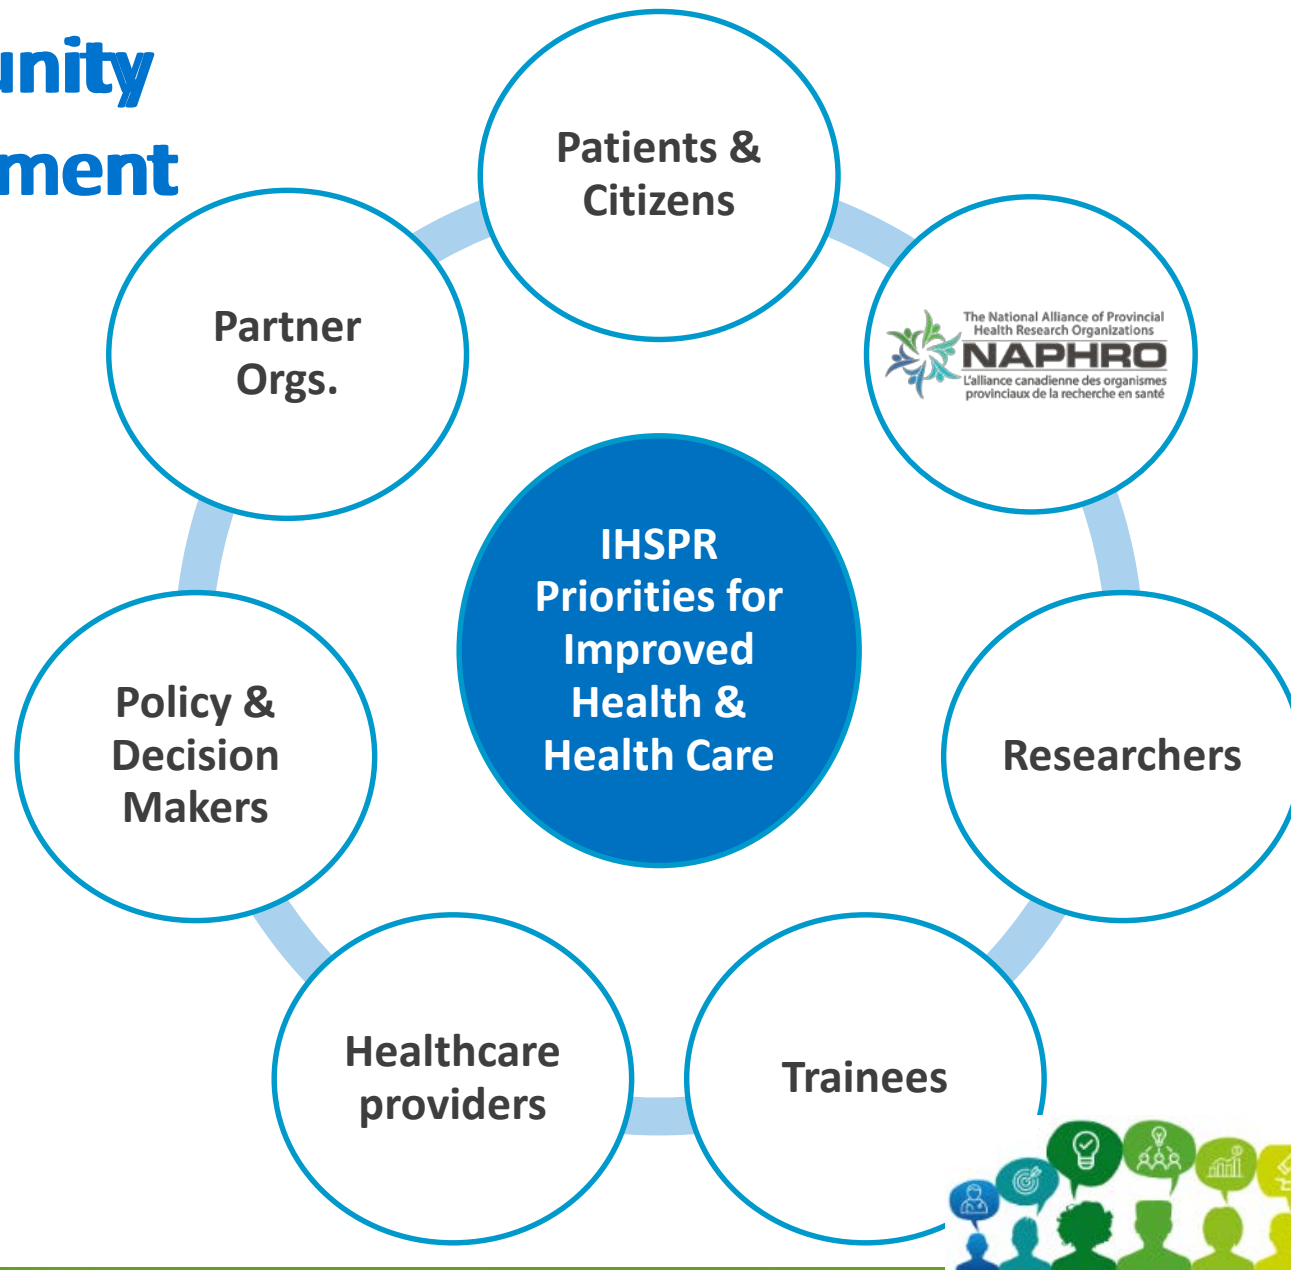 unity
ment
Patients &
Citizens
The National Alliance of Provincial
Health Research Organizations
NAPHRO
L'alliance canadienne des organismes
provinciaux de la recherche en santé
Partner
Orgs.
IHSPR
Priorities for
Improved
Health &
Health Care
Policy &
Decision
Makers
Researchers
Healthcare
providers
Trainees